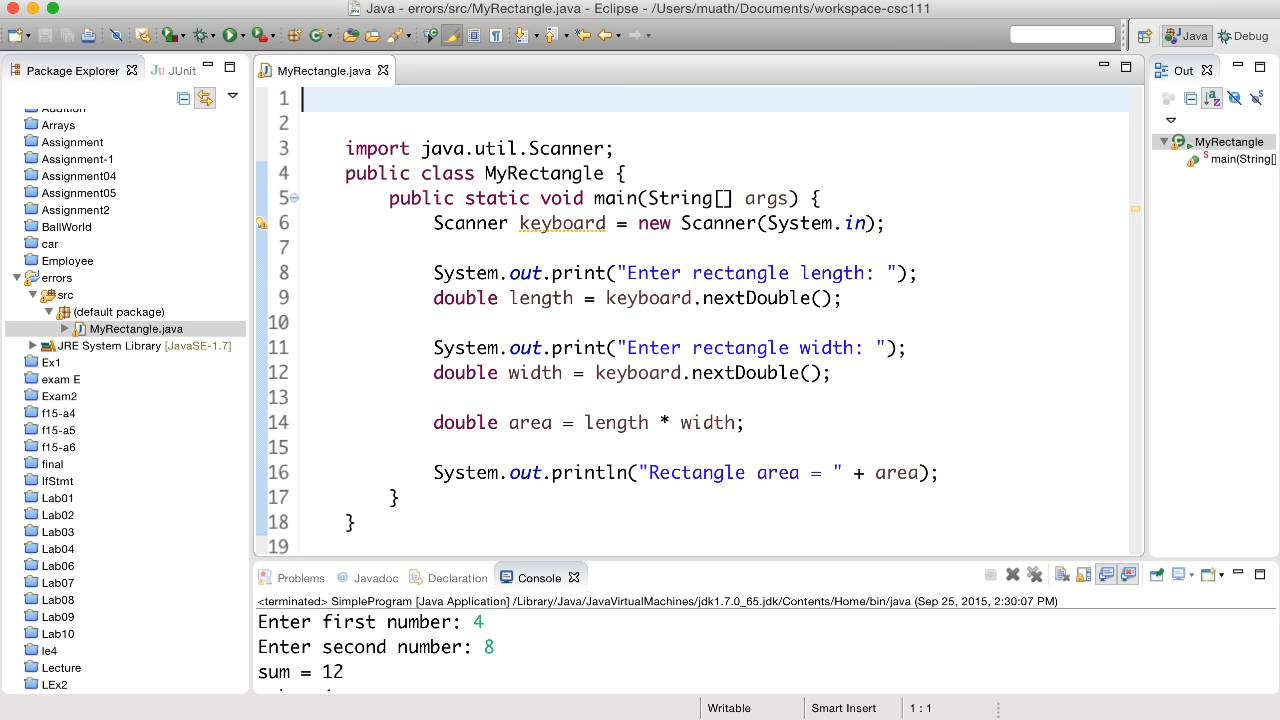 Java - errors/src/MyRectangle.java - Eclipse - /Users/muath/Documents/workspace-csc111
Java Debug
Package Explorer JUnit
Addition
Arrays
Assignment
Assignment-1
Assignment04
Assignment05
Assignment2
BallWorld
car
Employee
errors
src
(default package)
MyRectangle.java
JRE System Library [JavaSE-1.7]
Ex1
exam E
Exam2
f15-a4
f15-a5
f15-a6
final
IfStmt
Lab01
Lab02
Lab03
Lab04
Lab06
Lab07
Lab08
Lab09
Lab10
le4
Lecture
LEx2
MyRectangle.java
1
2
3 import java.util.Scanner;
4 public class MyRectangle {
5 public static void main(String[] args) {
6 Scanner keyboard = new Scanner(System.in);
7
8 System.out.print("Enter rectangle length: ");
9 double length = keyboard.nextDouble();
10
11 System.out.print("Enter rectangle width: ");
12 double width = keyboard.nextDouble();
13
14 double area = length * width;
15
16 System.out.println("Rectangle area = " + area);
17 }
18 }
19
Out
MyRectangle
main(String[]
Problems Javadoc Declaration Console
<terminated> SimpleProgram [Java Application] /Library/Java/JavaVirtualMachines/jdk1.7.0_65.jdk/Contents/Home/bin/java (Sep 25, 2015, 2:30:07 PM)
Enter first number: 4
Enter second number: 8
sum = 12
Writable Smart Insert 1 : 1